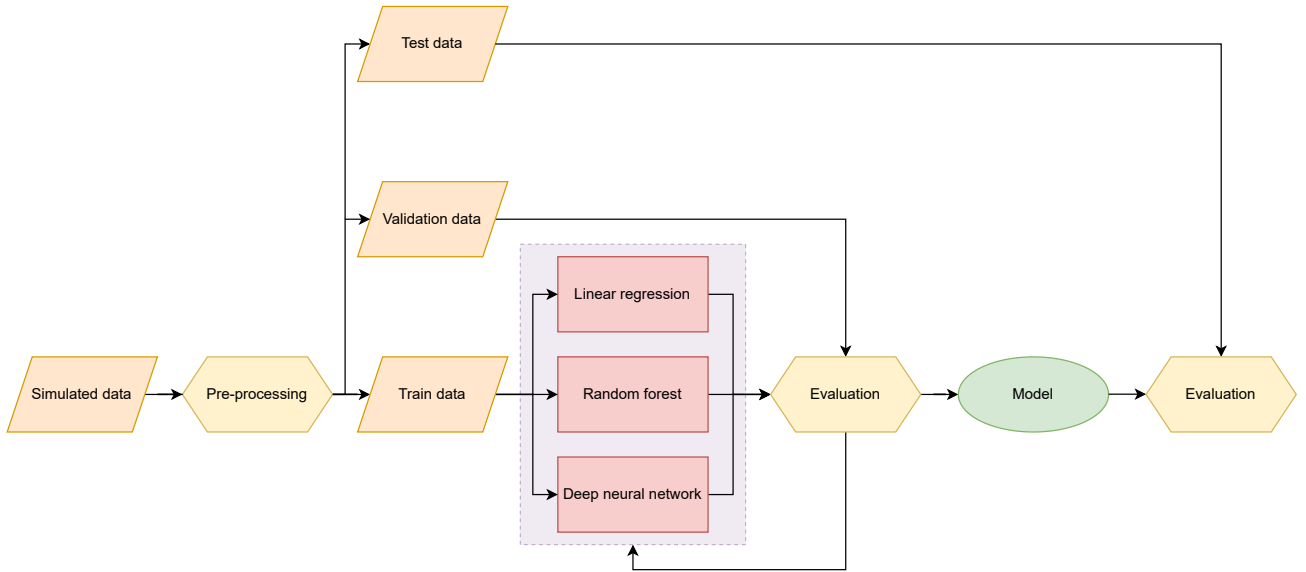 Test data
Validation data
Linear regression
Simulated data
Pre-processing
Train data
Random forest
Evaluation
Model
Evaluation
Deep neural network